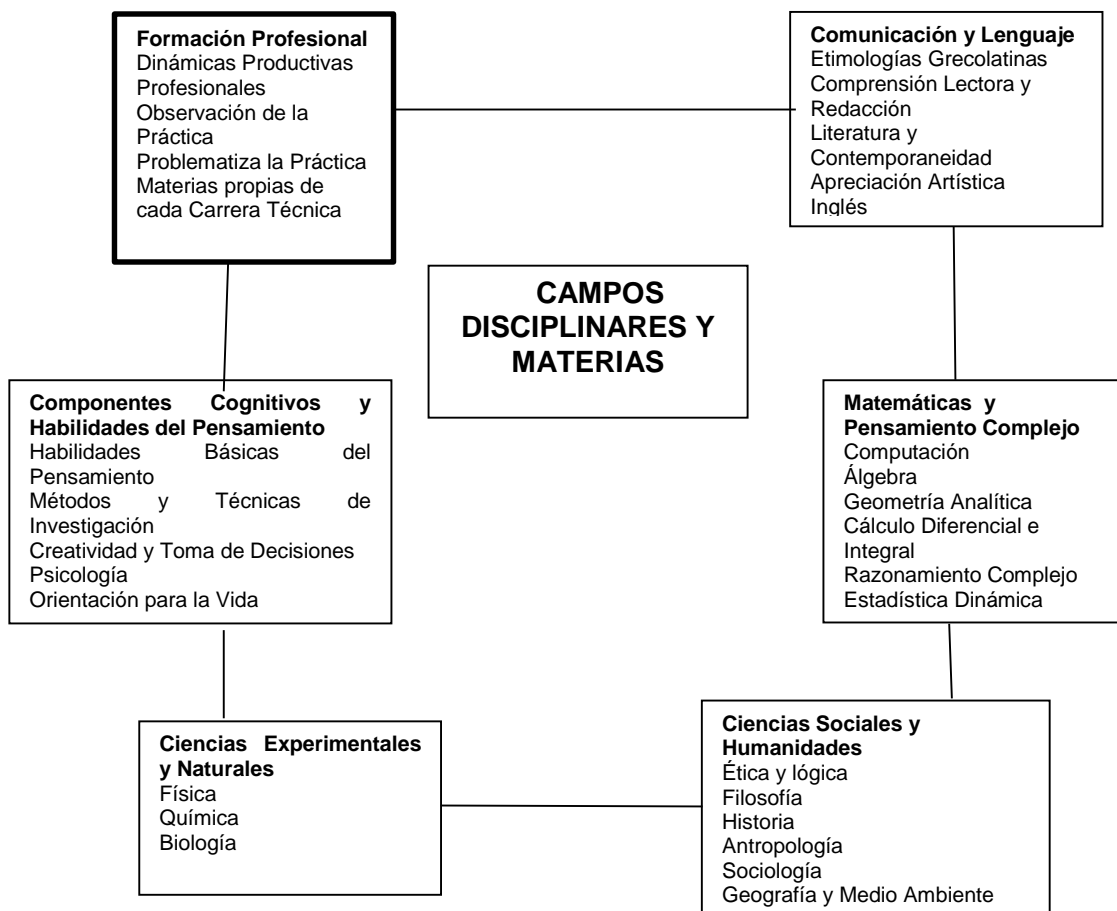 Formación Profesional
Dinámicas Productivas
Profesionales
Observación de la
Práctica
Problematiza la Práctica
Materias propias de
cada Carrera Técnica
Comunicación y Lenguaje
Etimologías Grecolatinas
Comprensión Lectora y
Redacción
Literatura y
Contemporaneidad
Apreciación Artística
Inglés
CAMPOS
DISCIPLINARES Y
MATERIAS
Componentes Cognitivos y
Habilidades del Pensamiento
Habilidades Básicas del
Pensamiento
Métodos y Técnicas de
Investigación
Creatividad y Toma de Decisiones
Psicología
Orientación para la Vida
Matemáticas y
Pensamiento Complejo
Computación
Álgebra
Geometría Analítica
Cálculo Diferencial e
Integral
Razonamiento Complejo
Estadística Dinámica
Ciencias Experimentales
y Naturales
Física
Química
Biología
Ciencias Sociales y
Humanidades
Ética y lógica
Filosofía
Historia
Antropología
Sociología
Geografía y Medio Ambiente